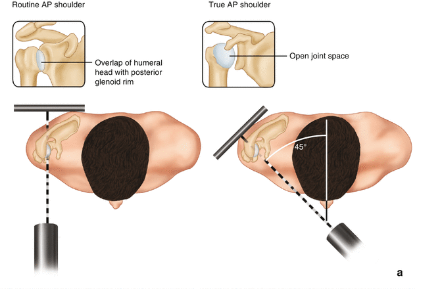 Routine AP shoulder
True AP shoulder
Overlap of humeral
head with posterior
glenoid rim
Open joint space
45°
a